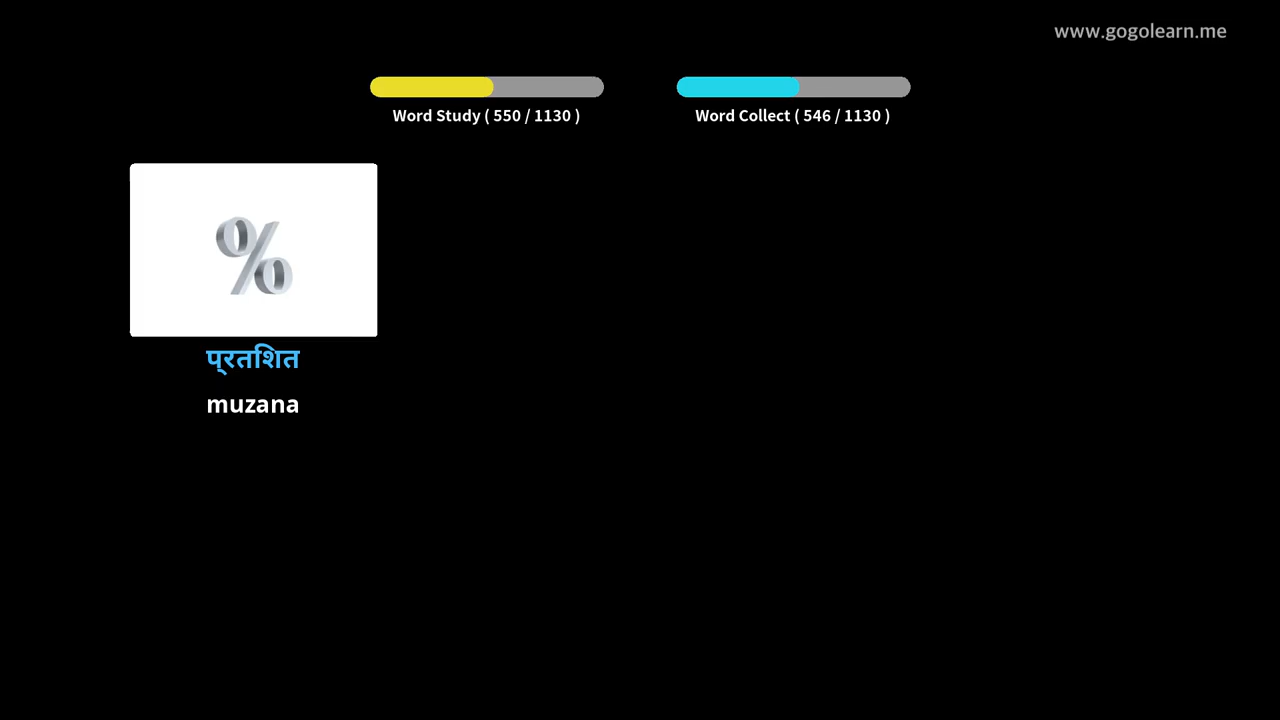 www.gogolearn.me
Word Study ( 550 / 1130 )
Word Collect ( 546 / 1130 )
%
प्रतिशत
muzana